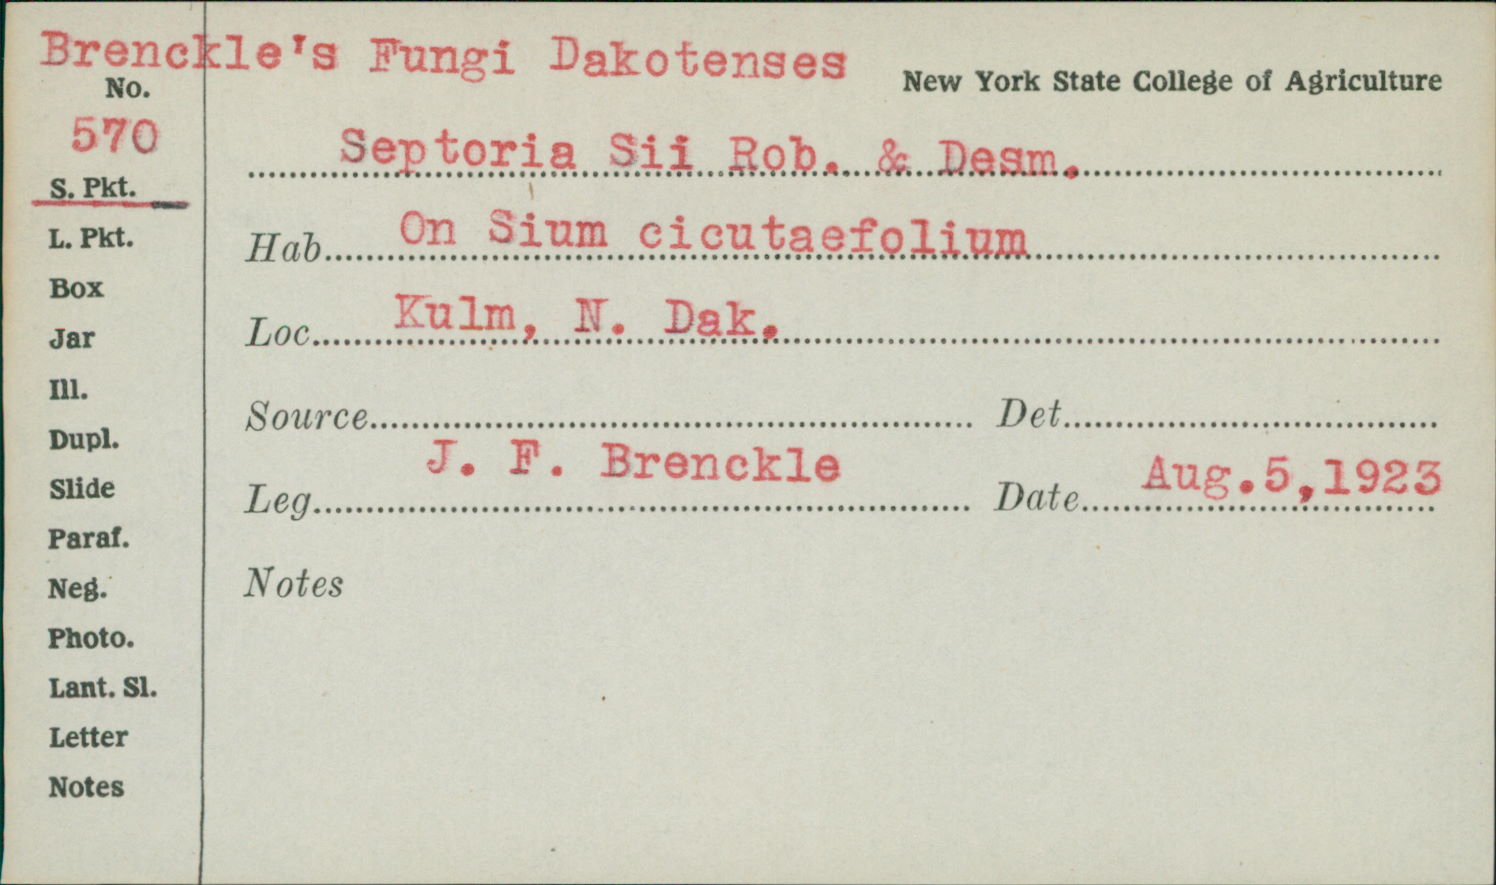 Brenckle's Fungi Dakotenses
New York State College of Agriculture
No.
570
Septoria Sii Rob. & Desm.
S. Pkt.
L. Pkt.
Hab. On Sium cicutaefolium
Box
Jar
Loc. Kulm, N. Dak.
Ill.
Source Det.
Dupl.
Slide
Leg. J. F. Brenckle Date Aug.5,1923
Paraf.
Neg.
Notes
Photo.
Lant. Sl.
Letter
Notes